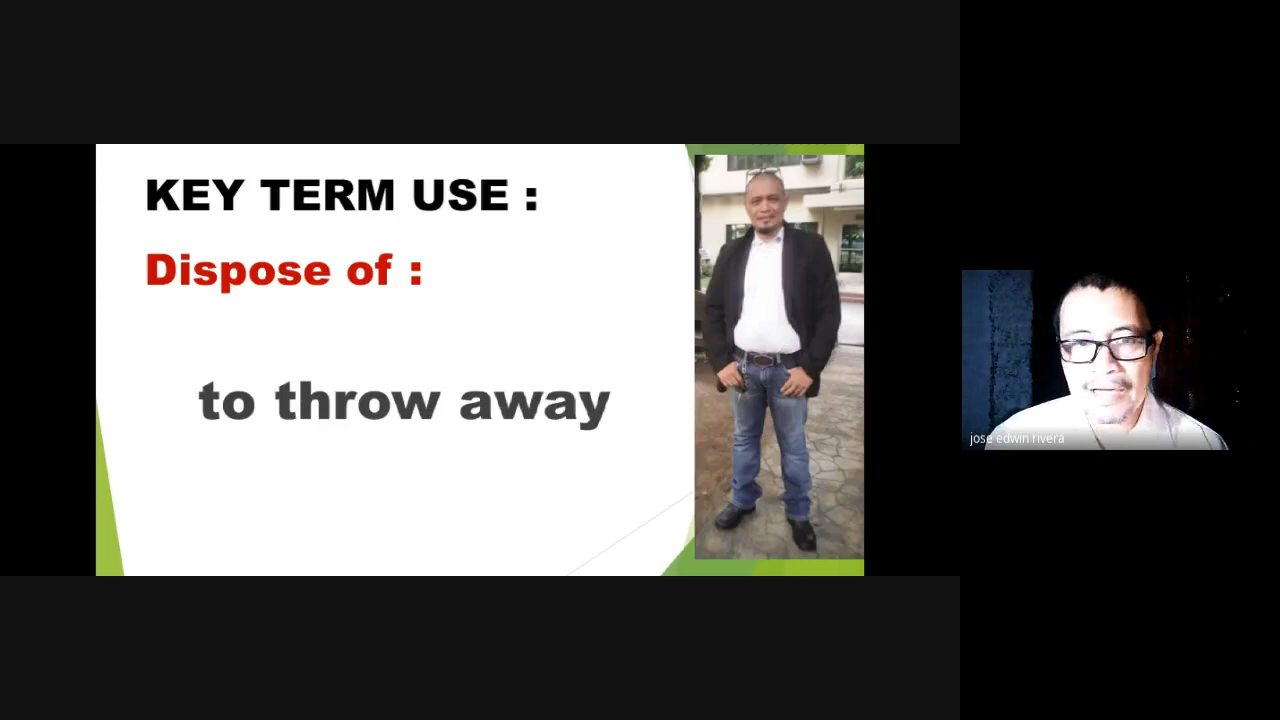 KEY TERM USE :
Dispose of :
to throw away
jose edwin rivera